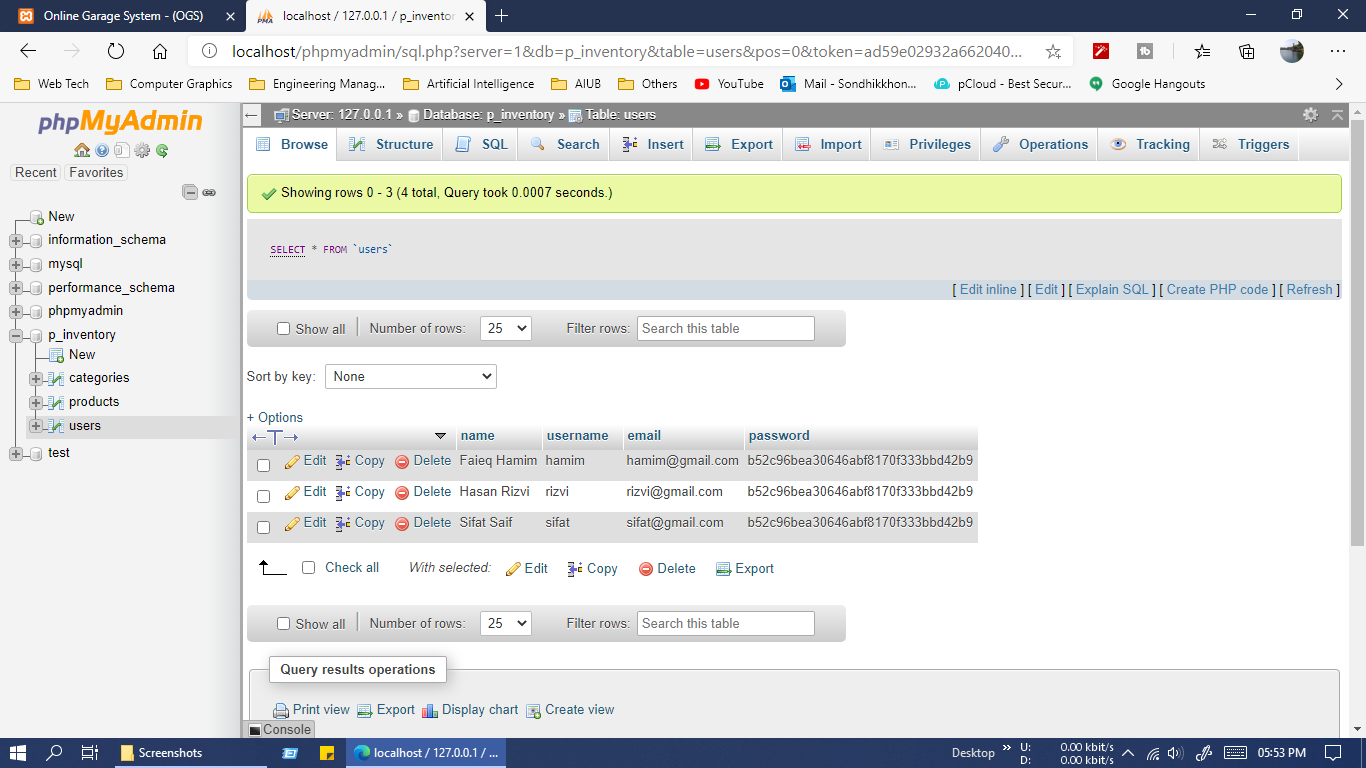 Online Garage System - (OGS)
localhost / 127.0.0.1 / p_invento
localhost/phpmyadmin/sql.php?server=1&db=p_inventory&table=users&pos=0&token=ad59e02932a662040...
Web Tech
Computer Graphics
Engineering Manag...
Artificial Intelligence
AIUB
Others
YouTube
Mail - Sondhikkhon...
pCloud - Best Secur...
Google Hangouts
phpMyAdmin
Recent
Favorites
New
information_schema
mysql
performance_schema
phpmyadmin
p_inventory
New
categories
products
users
test
Server: 127.0.0.1 » Database: p_inventory » Table: users
Browse Structure SQL Search Insert Export Import Privileges Operations Tracking Triggers
Showing rows 0 - 3 (4 total, Query took 0.0007 seconds.)
SELECT * FROM `users`
[ Edit inline ] [ Edit ] [ Explain SQL ] [ Create PHP code ] [ Refresh ]
Show all Number of rows: 25 Filter rows: Search this table
Sort by key: None
+ Options
name username email password
Edit Copy Delete Faieq Hamim hamim hamim@gmail.com b52c96bea30646abf8170f333bbd42b9
Edit Copy Delete Hasan Rizvi rizvi rizvi@gmail.com b52c96bea30646abf8170f333bbd42b9
Edit Copy Delete Sifat Saif sifat sifat@gmail.com b52c96bea30646abf8170f333bbd42b9
Check all With selected: Edit Copy Delete Export
Show all Number of rows: 25 Filter rows: Search this table
Query results operations
Print view Export Display chart Create view
Console
Screenshots
localhost / 127.0.0.1 / ...
Desktop »
U: 0.00 kbit/s
D: 0.00 kbit/s
05:53 PM